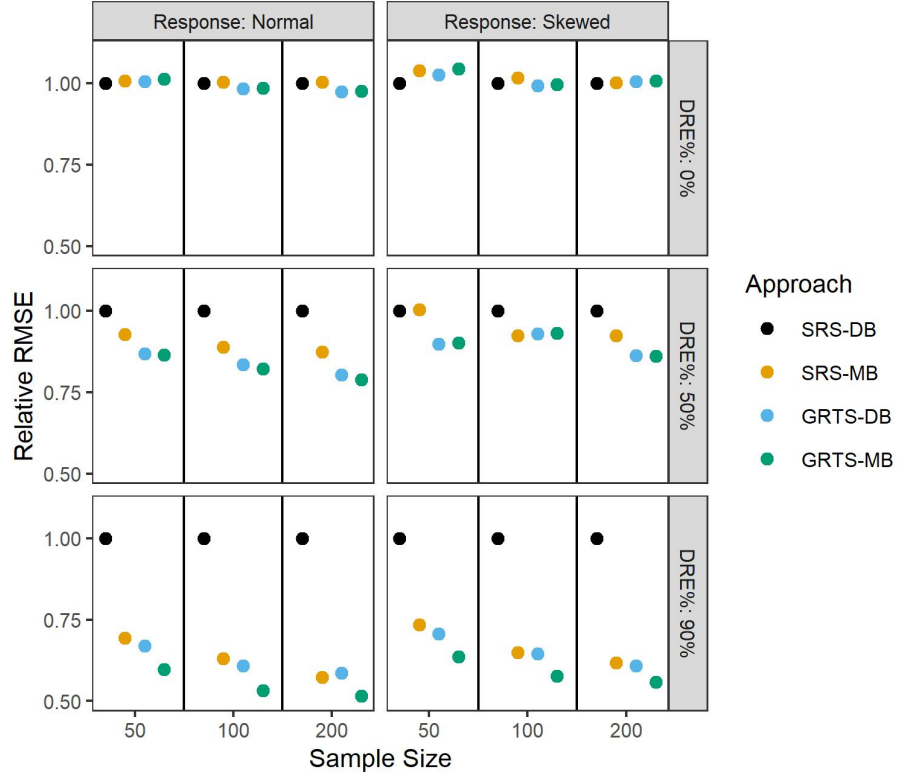 Response: Normal
Response: Skewed
1.00
0.75
0.50
DRE%: 0%
1.00
0.75
0.50
DRE%: 50%
1.00
0.75
0.50
DRE%: 90%
50
100
200
50
100
200
Relative RMSE
Sample Size
Approach
SRS-DB
SRS-MB
GRTS-DB
GRTS-MB